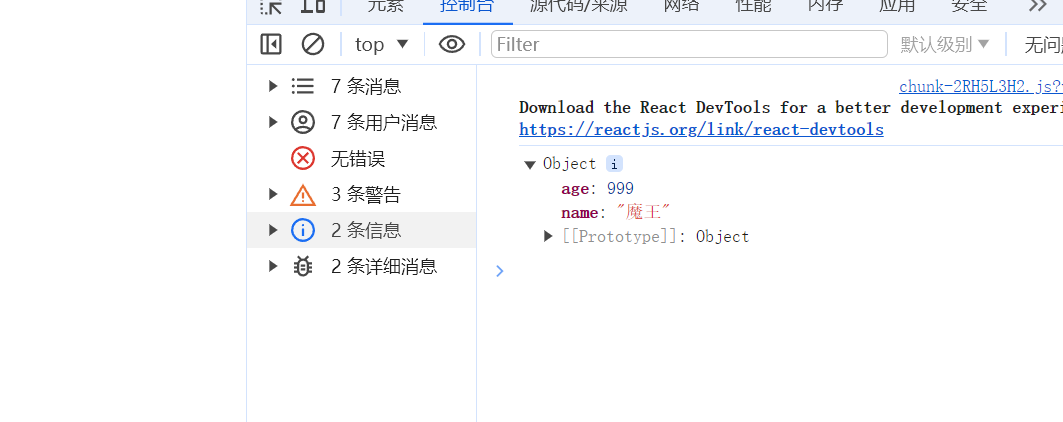 元素 控制台 源代码/来源 网络 性能 内存 应用 安全
top Filter 默认级别 无问
7 条消息
7 条用户消息
无错误
3 条警告
2 条信息
2 条详细消息
chunk-2RH5L3H2.js?
Download the React DevTools for a better development experi
https://reactjs.org/link/react-devtools
Object i
age: 999
name: "魔王"
[[Prototype]]: Object